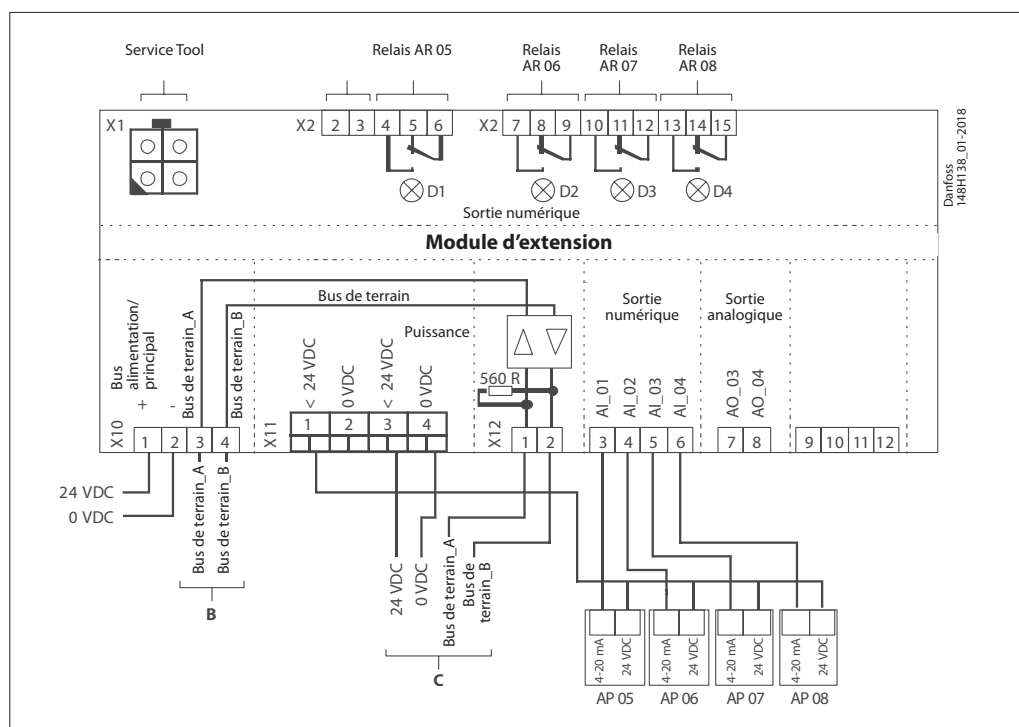 Service Tool
Relais AR 05
Relais
AR 06
Relais
AR 07
Relais
AR 08
X1
X2 2 3 4 5 6
X2 7 8 9 10 11 12 13 14 15
D1
D2
D3
D4
Danfoss
148H138_01-2018
Sortie numérique
Module d’extension
Bus de terrain
Bus
alimentation/
principal
+
-
Bus de terrain_A
Bus de terrain_B
Puissance
< 24 VDC
0 VDC
< 24 VDC
0 VDC
560 R
Sortie
numérique
AI_01
AI_02
AI_03
AI_04
Sortie
analogique
AO_03
AO_04
X10 1 2 3 4
X11 1 2 3 4
X12 1 2 3 4 5 6 7 8 9 10 11 12
24 VDC
0 VDC
Bus de terrain_A
Bus de terrain_B
B
24 VDC
0 VDC
Bus de terrain_A
Bus de
terrain_B
C
4-20 mA
24 VDC
4-20 mA
24 VDC
4-20 mA
24 VDC
4-20 mA
24 VDC
AP 05
AP 06
AP 07
AP 08